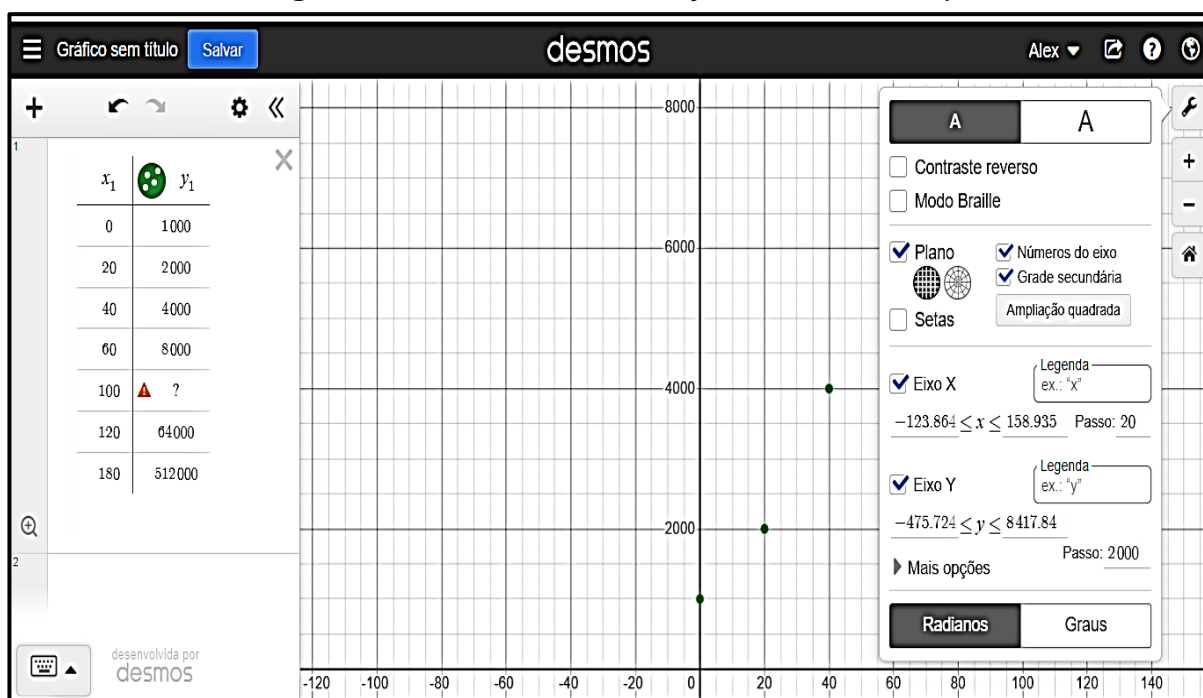 Gráfico sem título Salvar desmos Alex
1
x₁ y₁
0 1000
20 2000
40 4000
60 8000
100 ?
120 64000
180 512000
2
desenvolvida por
desmos
8000
6000
4000
2000
-120 -100 -80 -60 -40 -20 0 20 40 60 80 100 120 140
A A
Contraste reverso
Modo Braille
Plano
Números do eixo
Grade secundária
Setas
Ampliação quadrada
Eixo X
Legenda
ex.: "x"
−123.864 ≤ x ≤ 158.935 Passo: 20
Eixo Y
Legenda
ex.: "y"
−475.724 ≤ y ≤ 8417.84
Passo: 2000
Mais opções
Radianos Graus